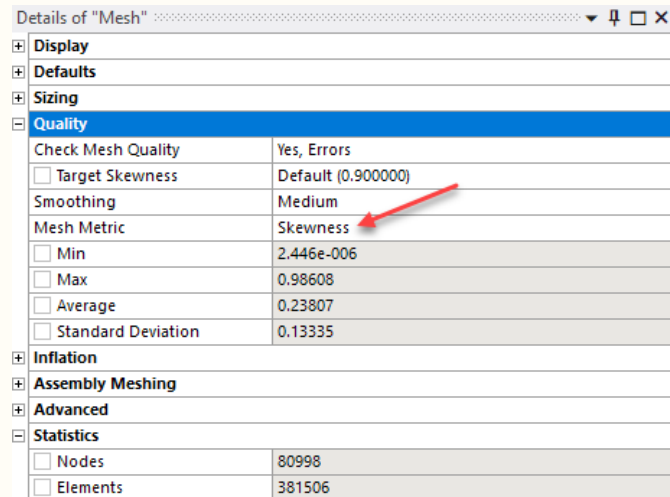 Details of "Mesh"
Display
Defaults
Sizing
Quality
Check Mesh Quality Yes, Errors
Target Skewness Default (0.900000)
Smoothing Medium
Mesh Metric Skewness
Min 2.446e-006
Max 0.98608
Average 0.23807
Standard Deviation 0.13335
Inflation
Assembly Meshing
Advanced
Statistics
Nodes 80998
Elements 381506